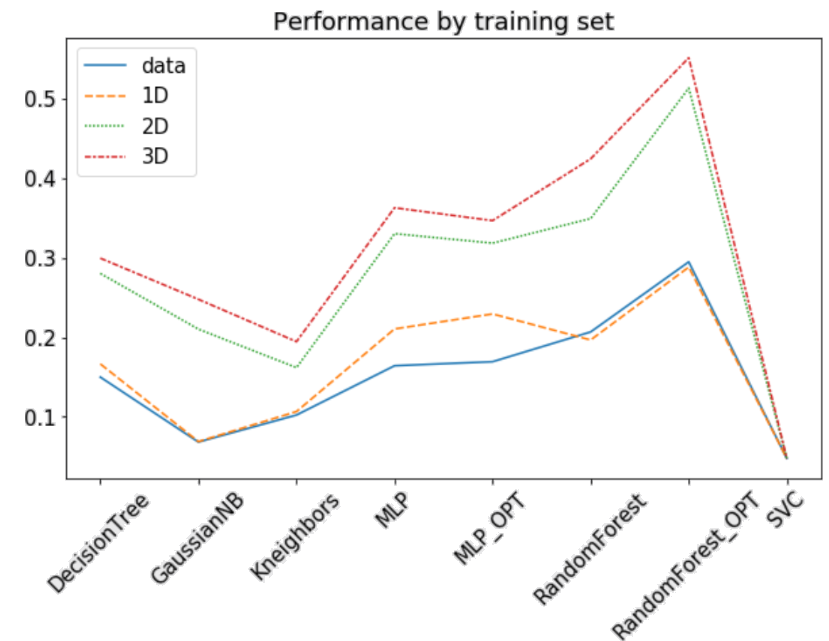 Performance by training set
data
1D
2D
3D
0.5
0.4
0.3
0.2
0.1
DecisionTree
GaussianNB
Kneighbors
MLP
MLP_OPT
RandomForest
RandomForest_OPT
SVC